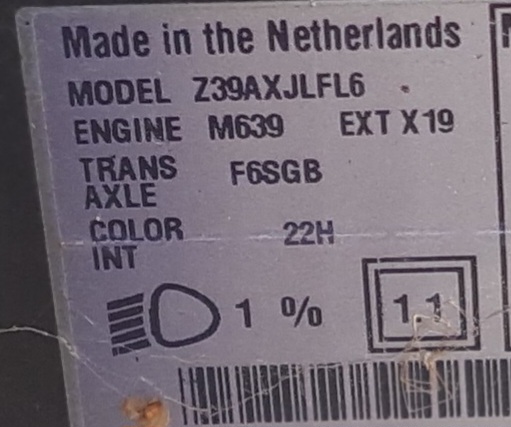 Made in the Netherlands
MODEL Z39AXJLFL6
ENGINE M639 EXT X19
TRANS AXLE F6SGB
COLOR INT 22H
1 % 1.1